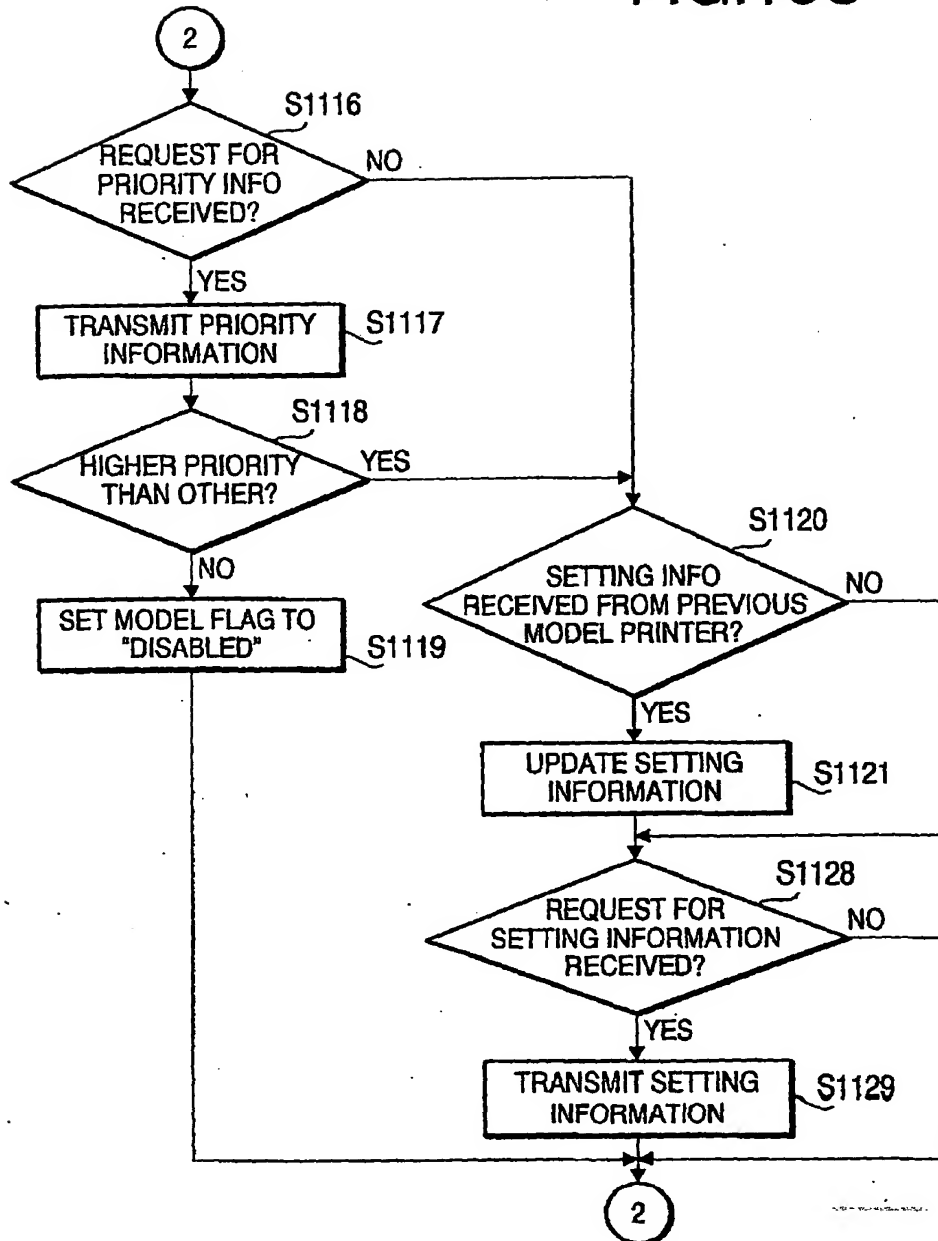 2
S1116
REQUEST FOR
PRIORITY INFO
RECEIVED?
NO
YES
TRANSMIT PRIORITY
INFORMATION
S1117
S1118
HIGHER PRIORITY
THAN OTHER?
YES
NO
SET MODEL FLAG TO
"DISABLED"
S1119
S1120
SETTING INFO
RECEIVED FROM PREVIOUS
MODEL PRINTER?
NO
YES
UPDATE SETTING
INFORMATION
S1121
S1128
REQUEST FOR
SETTING INFORMATION
RECEIVED?
NO
YES
TRANSMIT SETTING
INFORMATION
S1129
2